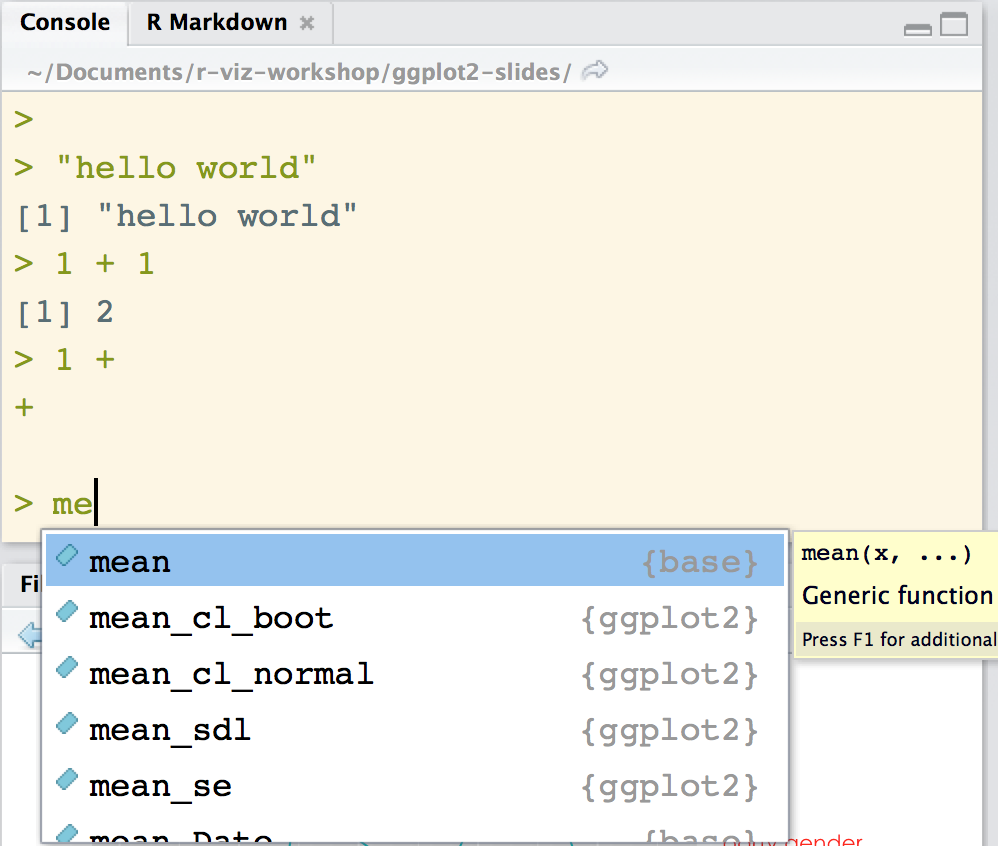 Console R Markdown
~/Documents/r-viz-workshop/ggplot2-slides/
>
> "hello world"
[1] "hello world"
> 1 + 1
[1] 2
> 1 +
+
> me
mean {base}
mean(x, ...)
Generic function
Press F1 for additional
mean_cl_boot {ggplot2}
mean_cl_normal {ggplot2}
mean_sdl {ggplot2}
mean_se {ggplot2}
mean.Date {base}
gender